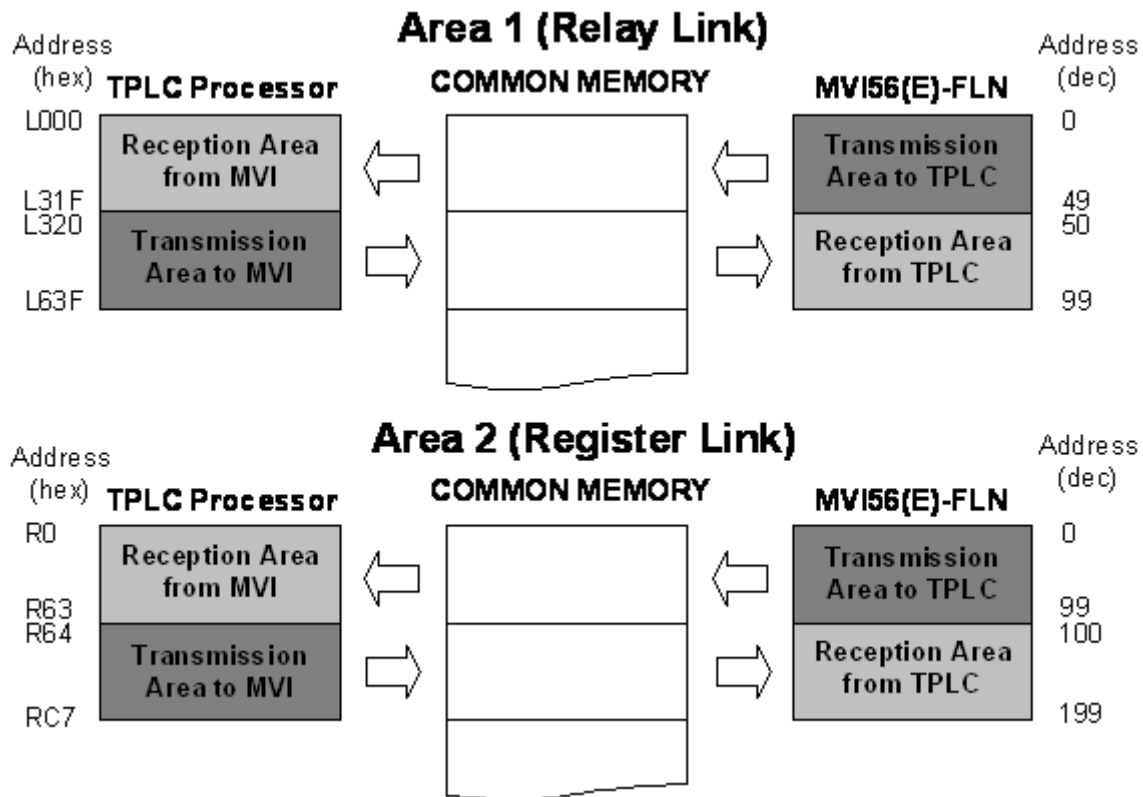 Area 1 (Relay Link)
Address
(hex)
TPLC Processor
COMMON MEMORY
MVI56(E)-FLN
Address
(dec)
L000
Reception Area
from MVI
L31F
L320
Transmission
Area to MVI
L63F
Transmission
Area to TPLC
Reception Area
from TPLC
0
49
50
99
Area 2 (Register Link)
Address
(hex)
TPLC Processor
COMMON MEMORY
MVI56(E)-FLN
Address
(dec)
R0
Reception Area
from MVI
R63
R64
Transmission
Area to MVI
RC7
Transmission
Area to TPLC
Reception Area
from TPLC
0
99
100
199